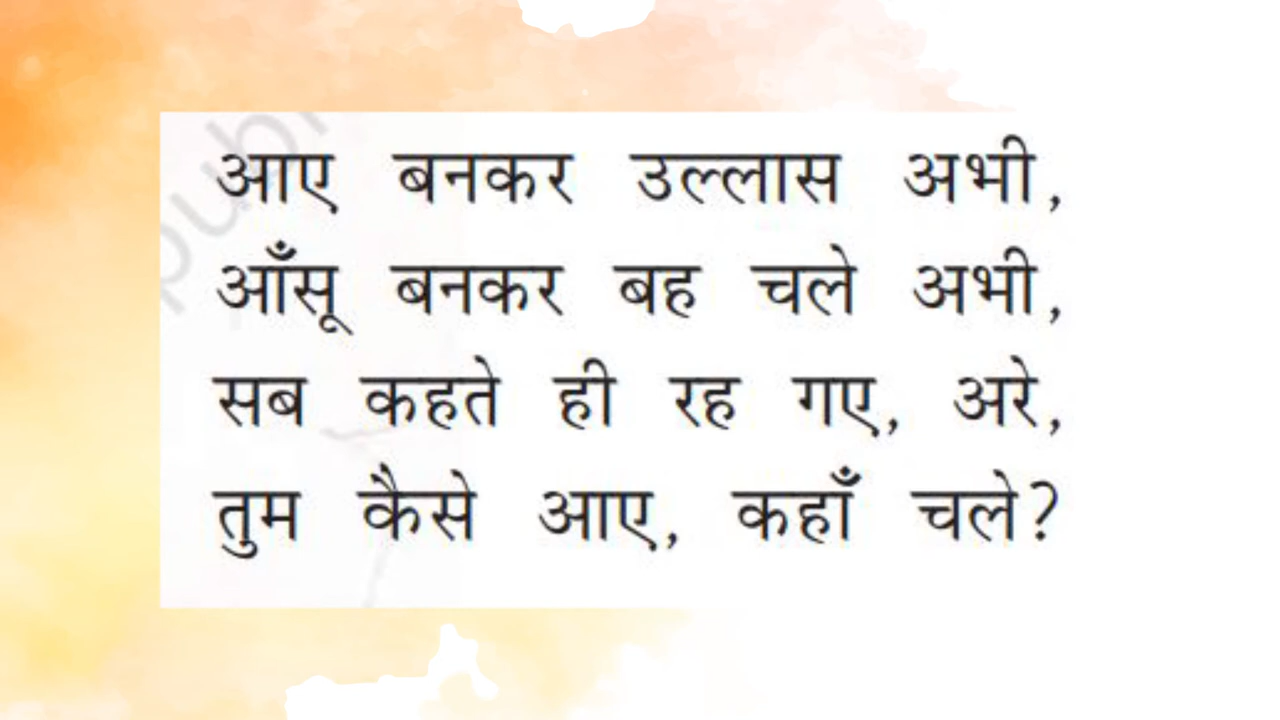 आए बनकर उल्लास अभी,
आँसू बनकर बह चले अभी,
सब कहते ही रह गए, अरे,
तुम कैसे आए, कहाँ चले?